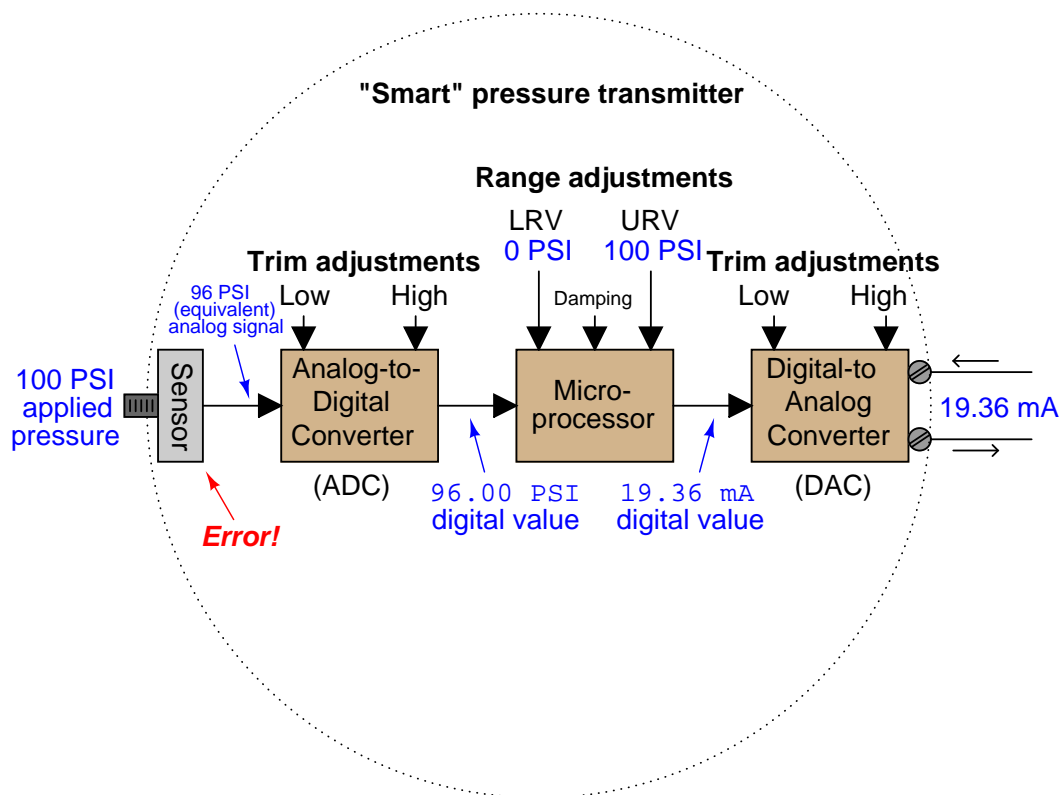 "Smart" pressure transmitter
Range adjustments
LRV
0 PSI
URV
100 PSI
Trim adjustments
Low
High
Damping
Trim adjustments
Low
High
96 PSI
(equivalent)
analog signal
100 PSI
applied
pressure
Sensor
Analog-to-
Digital
Converter
(ADC)
Micro-
processor
Digital-to
Analog
Converter
(DAC)
19.36 mA
Error!
96.00 PSI
digital value
19.36 mA
digital value